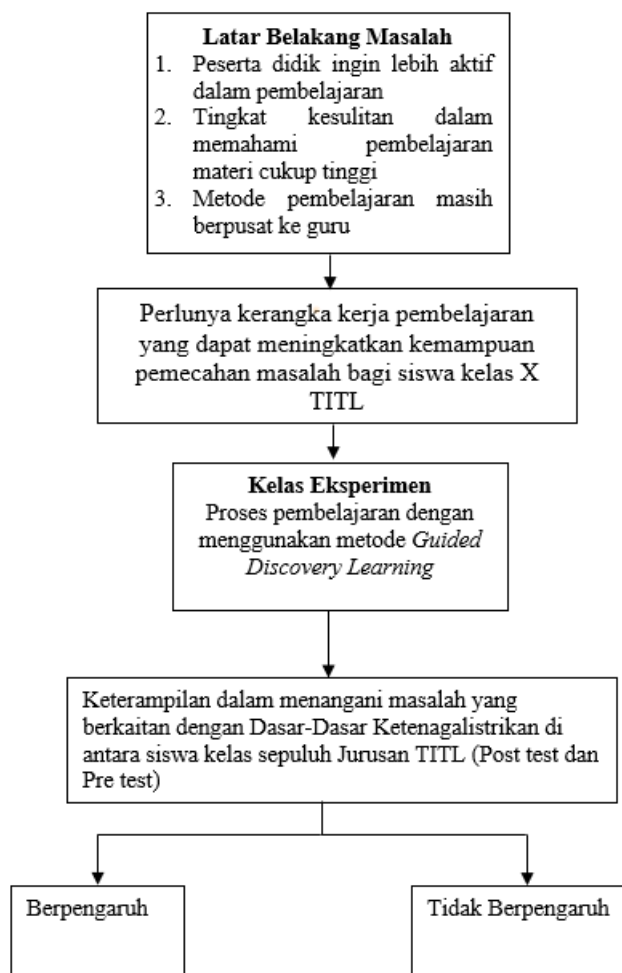 Latar Belakang Masalah
1. Peserta didik ingin lebih aktif
dalam pembelajaran
2. Tingkat kesulitan dalam
memahami pembelajaran
materi cukup tinggi
3. Metode pembelajaran masih
berpusat ke guru
Perlunya kerangka kerja pembelajaran
yang dapat meningkatkan kemampuan
pemecahan masalah bagi siswa kelas X
TITL
Kelas Eksperimen
Proses pembelajaran dengan
menggunakan metode Guided
Discovery Learning
Keterampilan dalam menangani masalah yang
berkaitan dengan Dasar-Dasar Ketenagalistrikan di
antara siswa kelas sepuluh Jurusan TITL (Post test dan
Pre test)
Berpengaruh
Tidak Berpengaruh